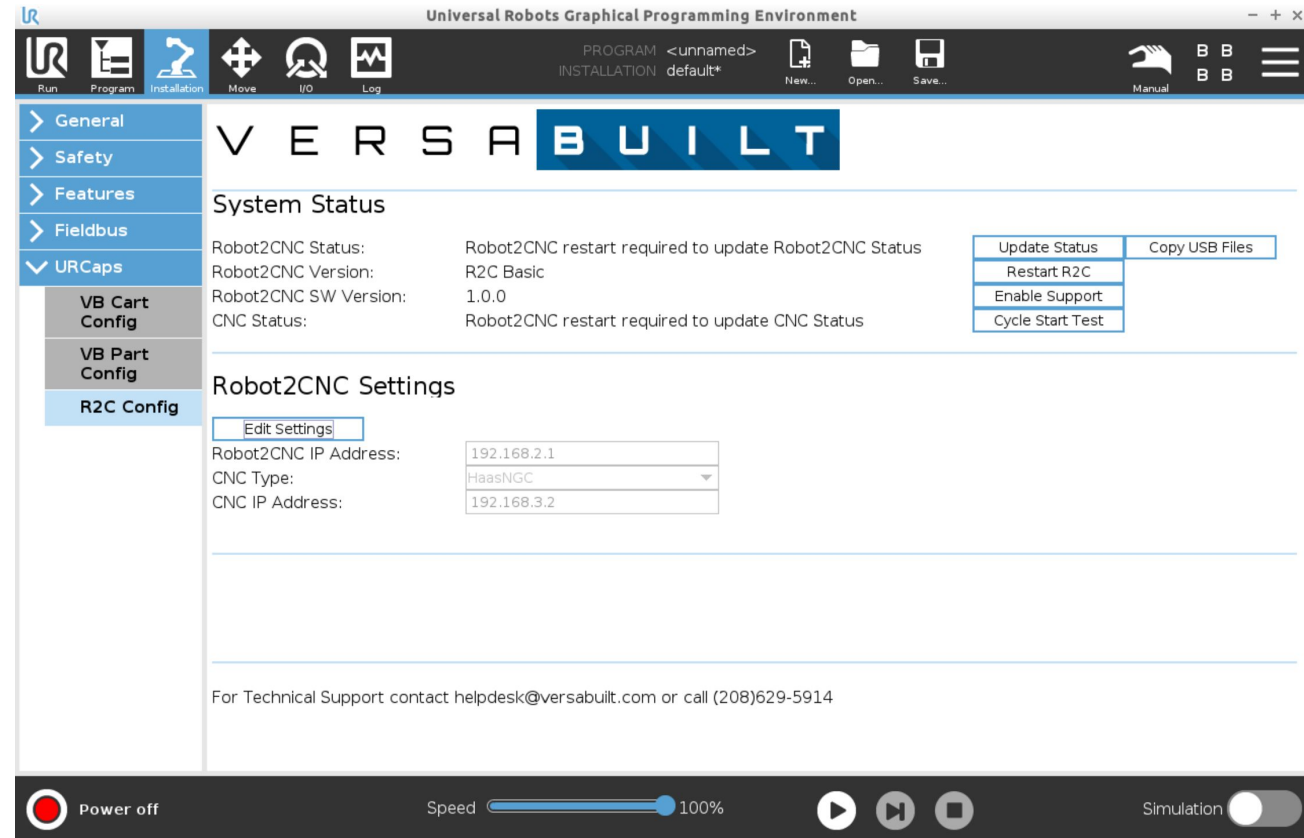 Universal Robots Graphical Programming Environment
Run Program Installation Move I/O Log
PROGRAM <unnamed>
INSTALLATION default*
New... Open... Save...
Manual
B B
B B
General
Safety
Features
Fieldbus
URCaps
VB Cart
Config
VB Part
Config
R2C Config
VERSABUILT
System Status
Robot2CNC Status: Robot2CNC restart required to update Robot2CNC Status Update Status Copy USB Files
Robot2CNC Version: R2C Basic Restart R2C
Robot2CNC SW Version: 1.0.0 Enable Support
CNC Status: Robot2CNC restart required to update CNC Status Cycle Start Test
Robot2CNC Settings
Edit Settings
Robot2CNC IP Address: 192.168.2.1
CNC Type: HaasNGC
CNC IP Address: 192.168.3.2
For Technical Support contact helpdesk@versabuilt.com or call (208)629-5914
Power off Speed 100% Simulation